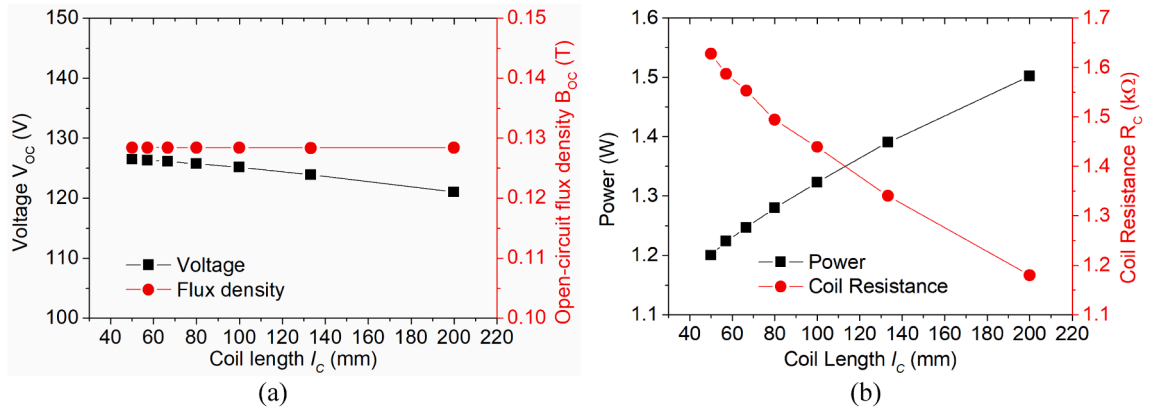 150
140
130
120
110
100
Voltage V_OC (V)
0.15
0.14
0.13
0.12
0.11
0.10
Open-circuit flux density B_OC (T)
Voltage
Flux density
40 60 80 100 120 140 160 180 200 220
Coil length l_C (mm)
(a)
1.6
1.5
1.4
1.3
1.2
1.1
Power (W)
1.7
1.6
1.5
1.4
1.3
1.2
1.1
Coil Resistance R_C (kΩ)
Power
Coil Resistance
40 60 80 100 120 140 160 180 200 220
Coil Length l_C (mm)
(b)